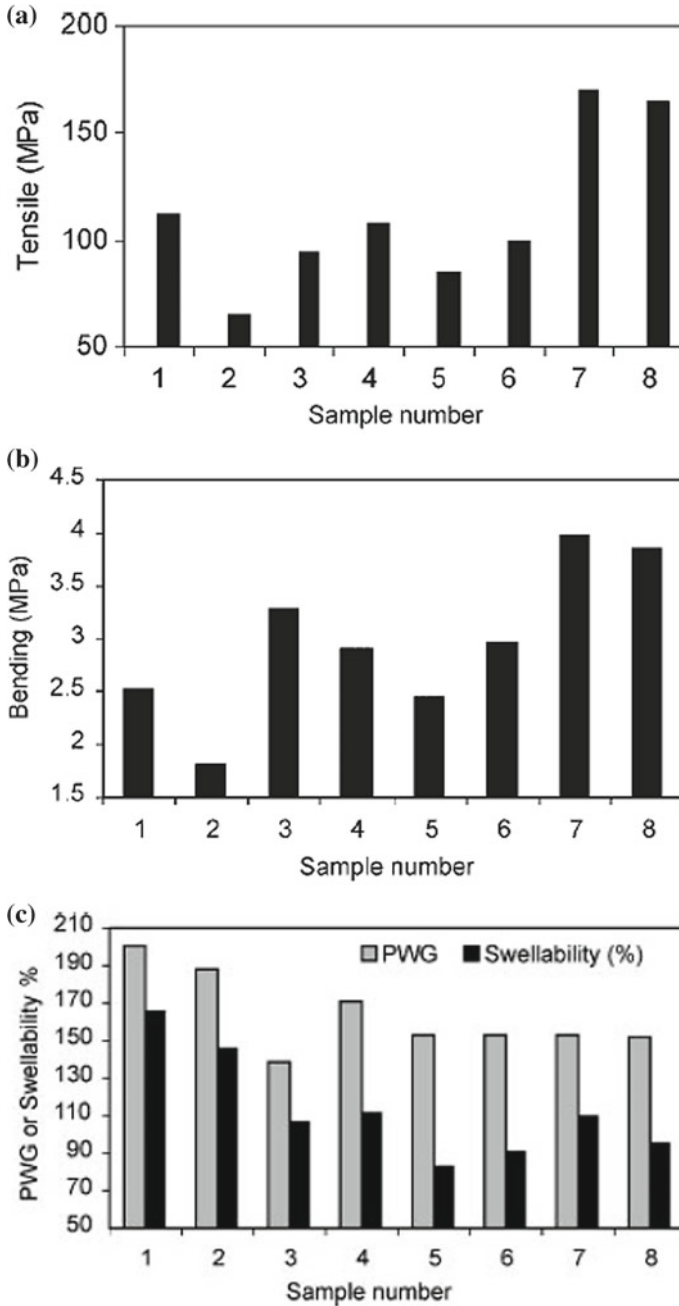 (a)
200
150
100
50
Tensile (MPa)
1 2 3 4 5 6 7 8
Sample number
(b)
4.5
4
3.5
3
2.5
2
1.5
Bending (MPa)
1 2 3 4 5 6 7 8
Sample number
(c)
210
190
170
150
130
110
90
70
50
PWG or Swellability %
PWG Swellability (%)
1 2 3 4 5 6 7 8
Sample number